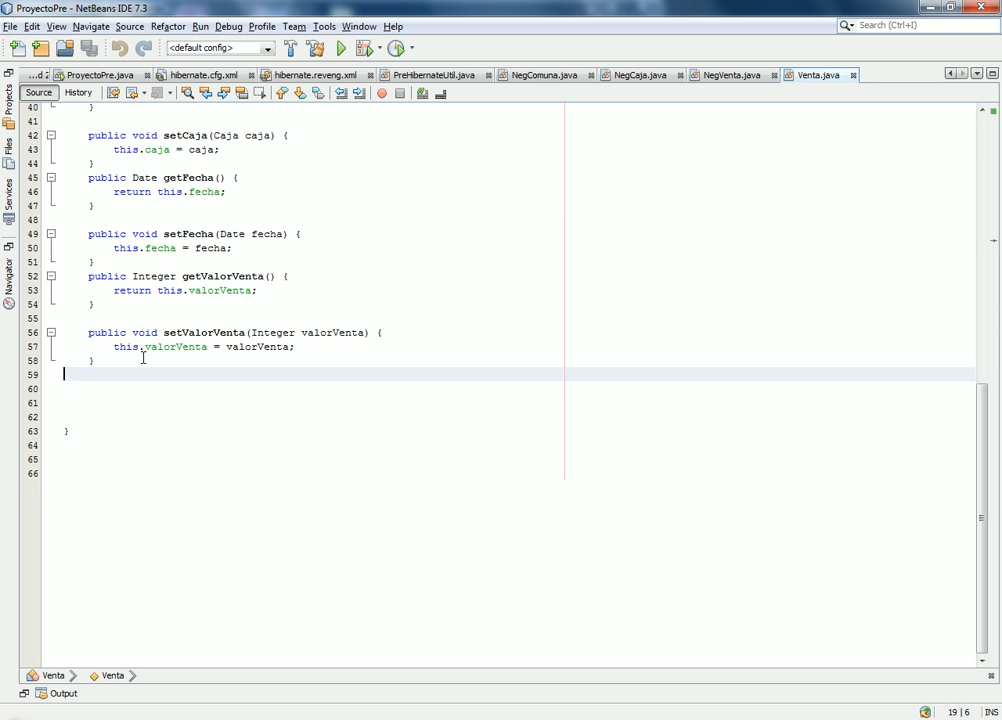 ProyectoPre - NetBeans IDE 7.3
File Edit View Navigate Source Refactor Run Debug Profile Team Tools Window Help
Search (Ctrl+I)
<default config>
...d 2 ProyectoPre.java hibernate.cfg.xml hibernate.reveng.xml PreHibernateUtil.java NegComuna.java NegCaja.java NegVenta.java Venta.java
Source History
Projects
Files
Services
Navigator
40 }
41
42 public void setCaja(Caja caja) {
43 this.caja = caja;
44 }
45 public Date getFecha() {
46 return this.fecha;
47 }
48
49 public void setFecha(Date fecha) {
50 this.fecha = fecha;
51 }
52 public Integer getValorVenta() {
53 return this.valorVenta;
54 }
55
56 public void setValorVenta(Integer valorVenta) {
57 this.valorVenta = valorVenta;
58 }
59
60
61
62
63 }
64
65
66
Venta Venta
Output
19 | 6 INS